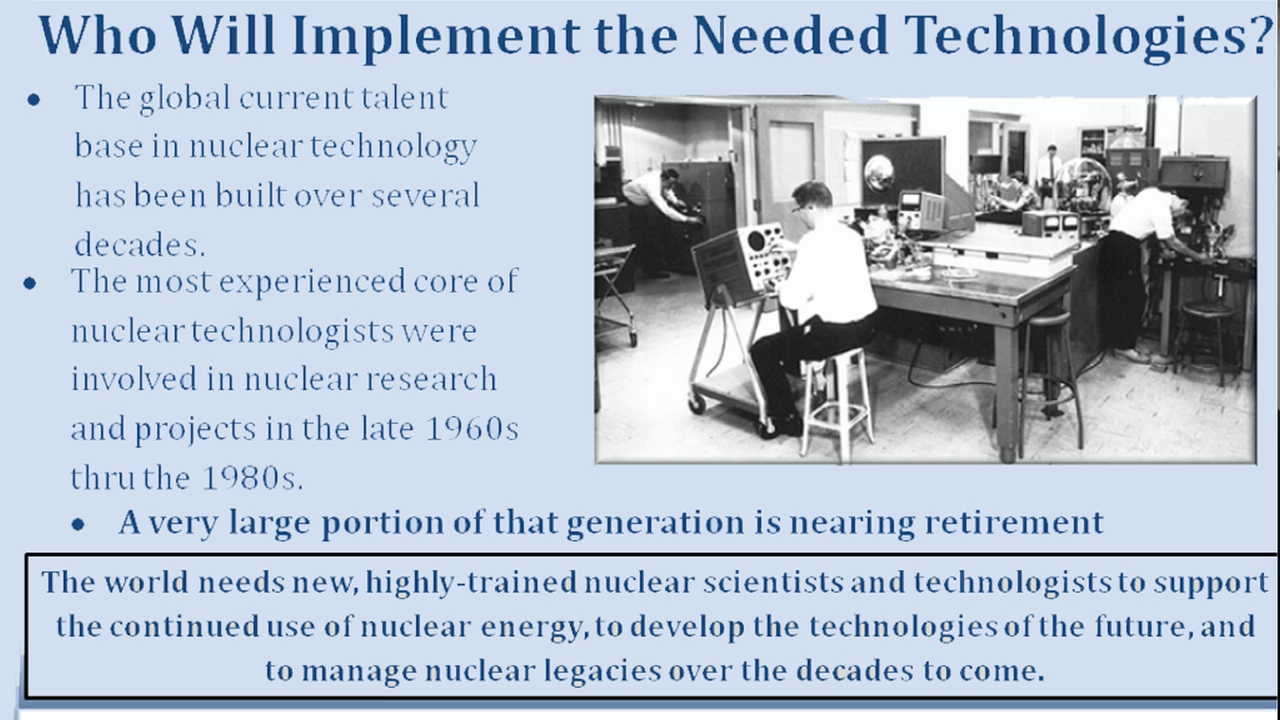 Who Will Implement the Needed Technologies?
• The global current talent
base in nuclear technology
has been built over several
decades.
• The most experienced core of
nuclear technologists were
involved in nuclear research
and projects in the late 1960s
thru the 1980s.
• A very large portion of that generation is nearing retirement
The world needs new, highly-trained nuclear scientists and technologists to support
the continued use of nuclear energy, to develop the technologies of the future, and
to manage nuclear legacies over the decades to come.